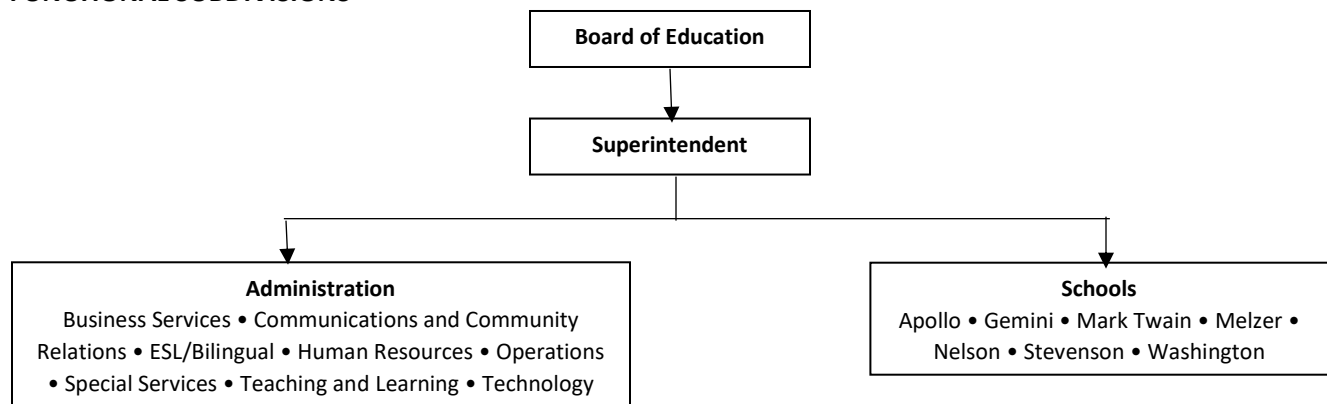 Board of Education
Superintendent
Administration
Business Services • Communications and Community
Relations • ESL/Bilingual • Human Resources • Operations
• Special Services • Teaching and Learning • Technology
Schools
Apollo • Gemini • Mark Twain • Melzer •
Nelson • Stevenson • Washington